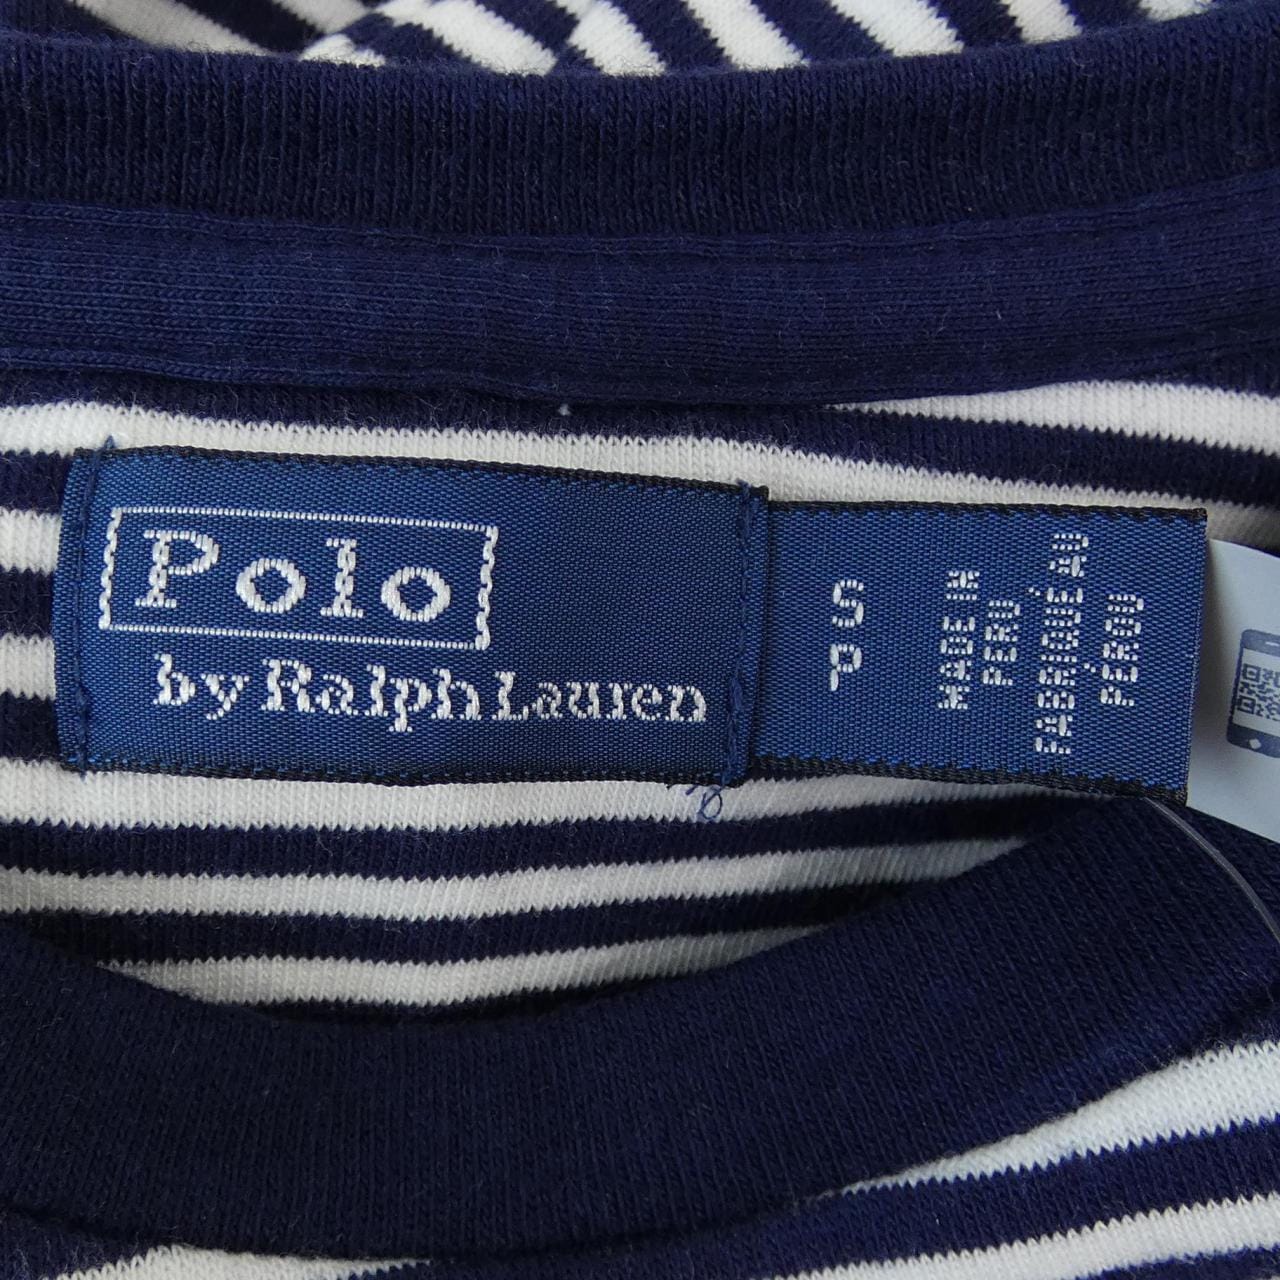 Polo
by Ralph Lauren
S
P
MADE IN
PERU
FABRIQUÉ AU
PÉROU